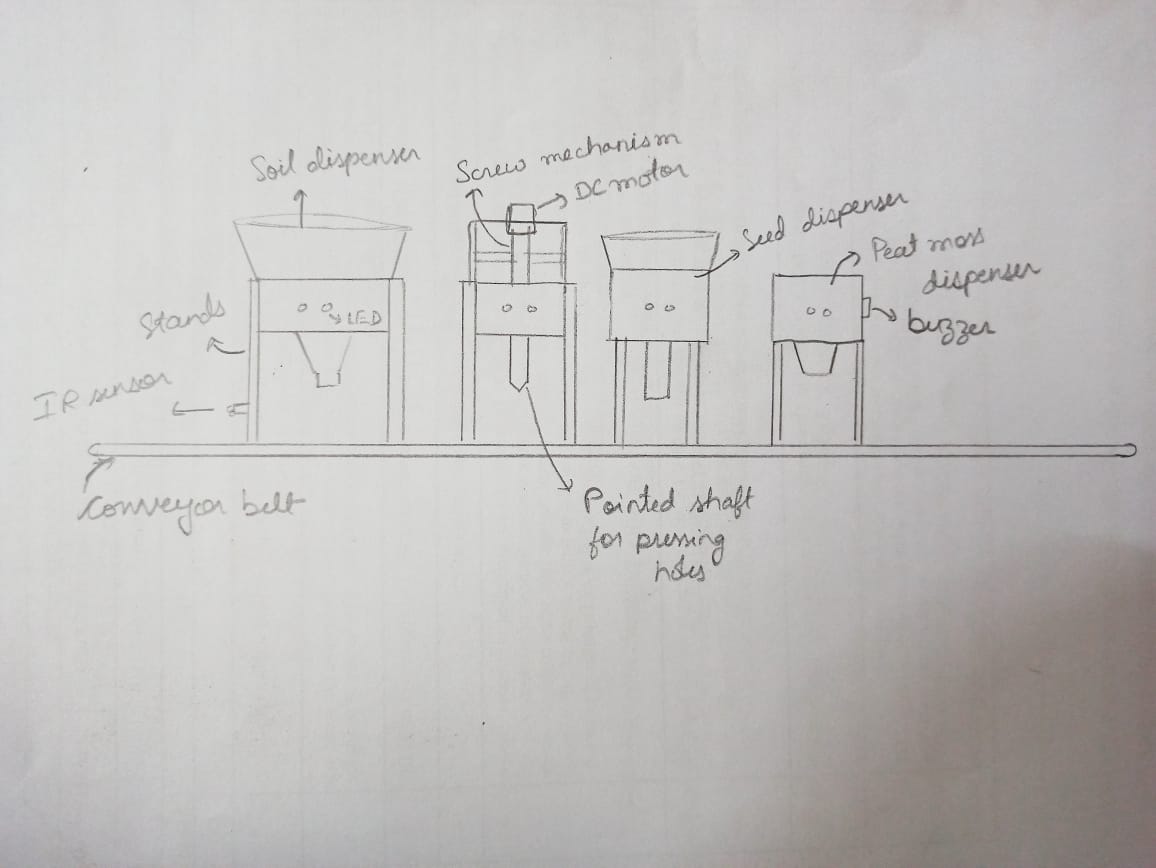 Soil dispenser
Screw mechanism
DC motor
Seed dispenser
Peat moss
dispenser
buzzer
LED
Stands
IR sensor
Conveyor belt
Pointed shaft
for pressing
holes